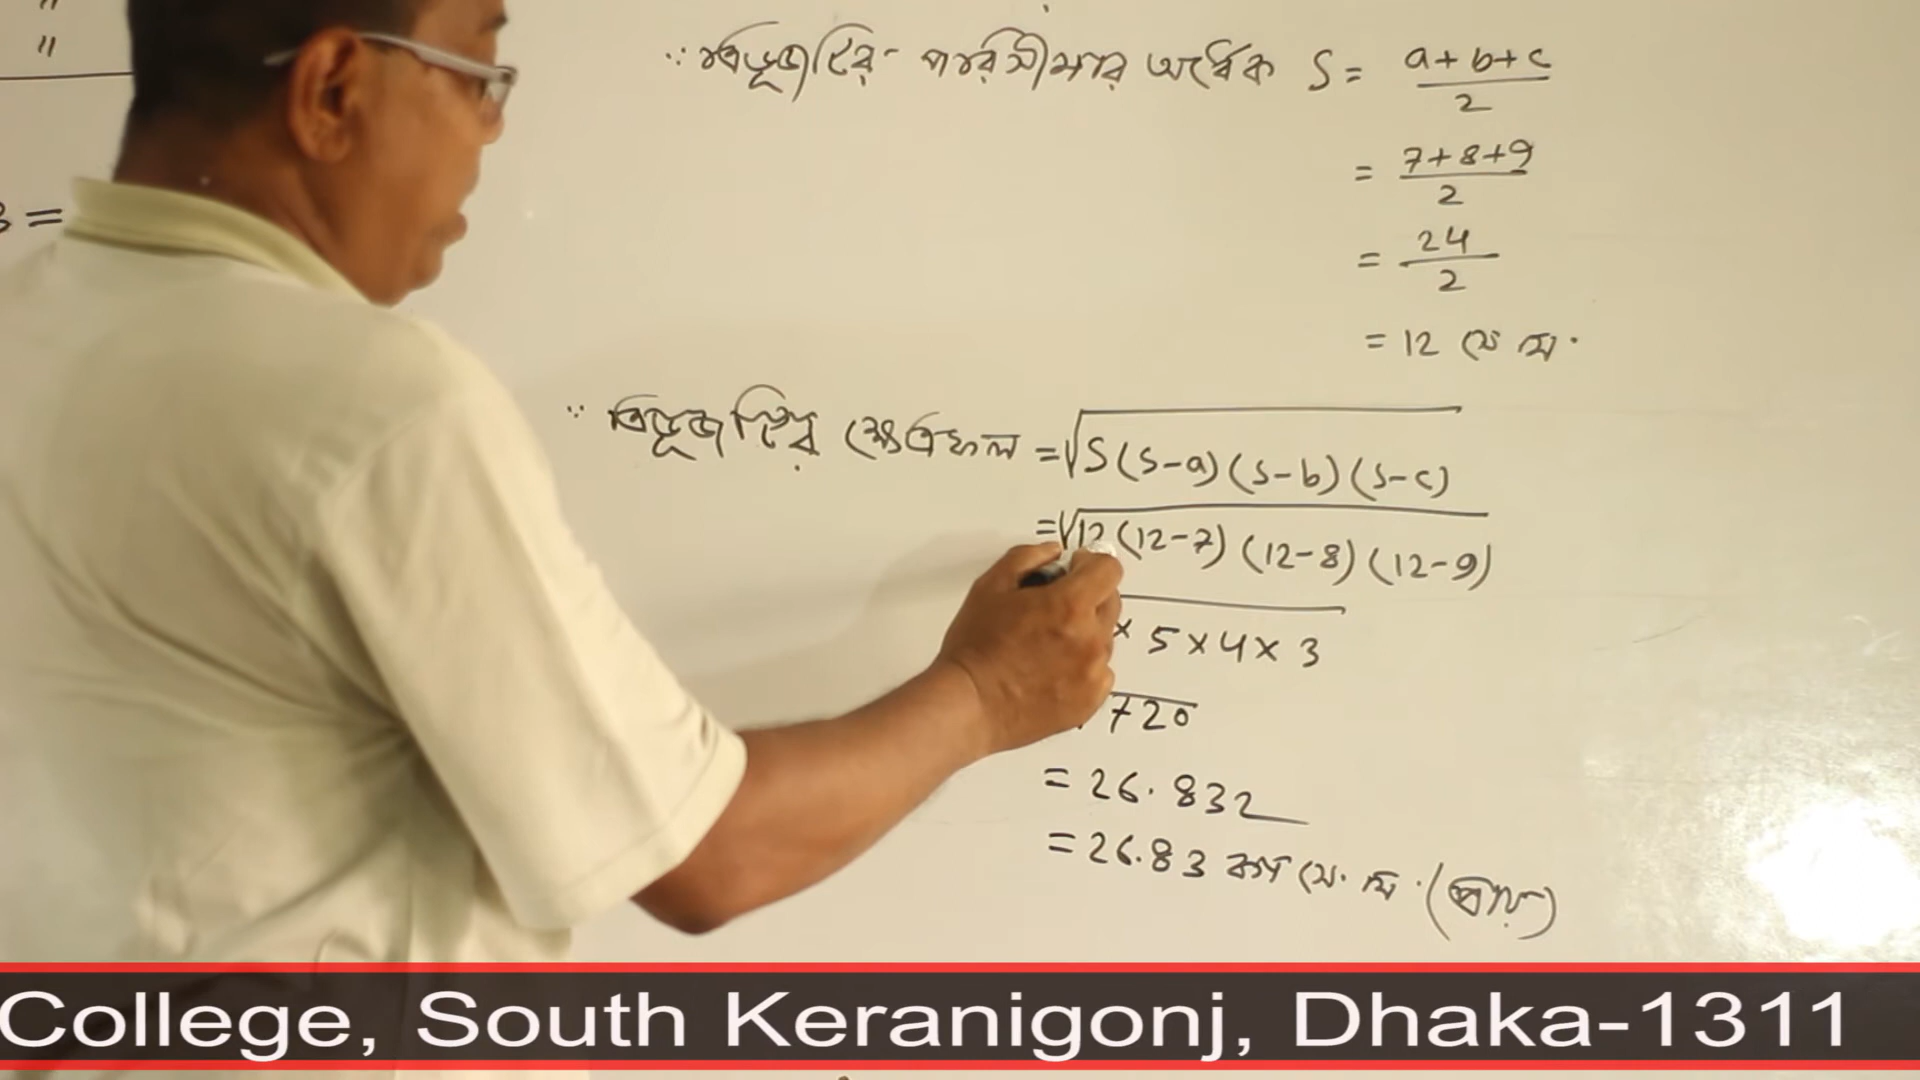 "
"
3 =
∵ ত্রিভূজটির পরিসীমার অর্ধেক S = a+b+c / 2
= 7+8+9 / 2
= 24 / 2
= 12 সে মি.
∵ ত্রিভূজটির ক্ষেত্রফল = √S(S-a)(S-b)(S-c)
= √12(12-7)(12-8)(12-9)
× 5×4×3
√720
= 26.832
= 26.83 বর্গ সে. মি. (প্রায়)
College, South Keranigonj, Dhaka-1311